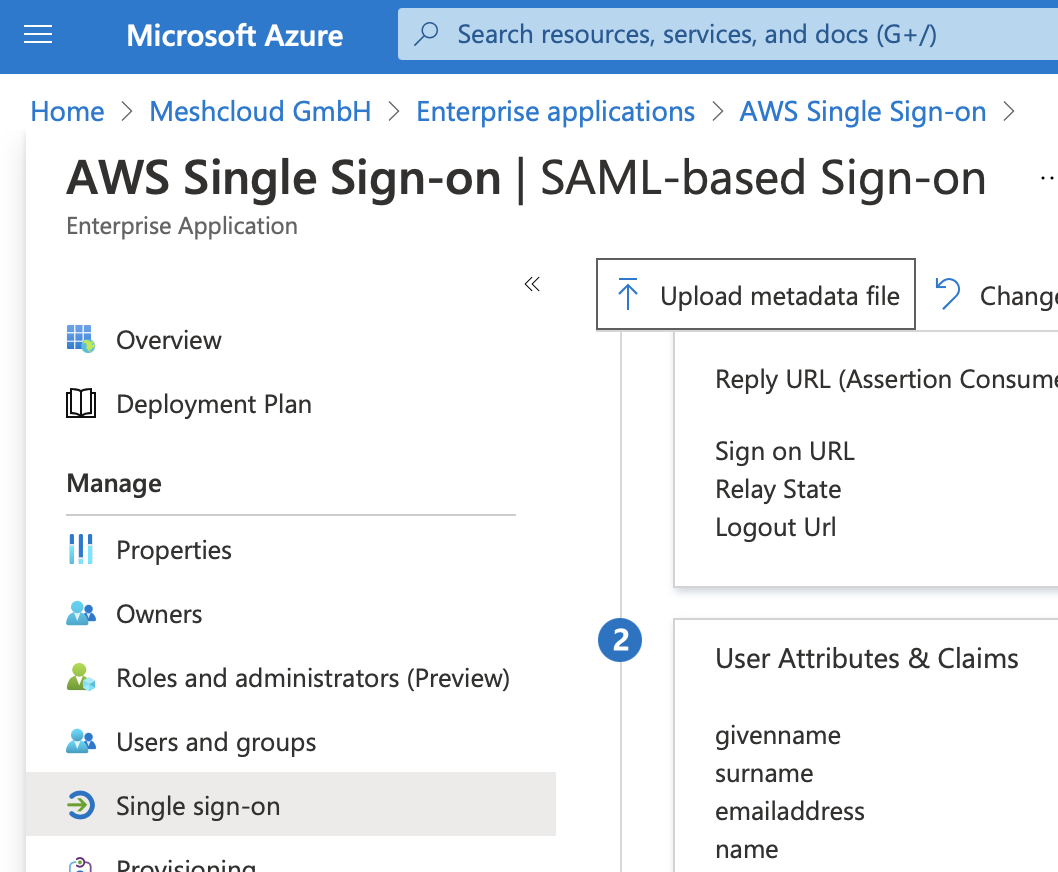 Microsoft Azure
Search resources, services, and docs (G+/)
Home > Meshcloud GmbH > Enterprise applications > AWS Single Sign-on >
AWS Single Sign-on | SAML-based Sign-on
Enterprise Application
Overview
Deployment Plan
Manage
Properties
Owners
Roles and administrators (Preview)
Users and groups
Single sign-on
Provisioning
Upload metadata file
Change
Reply URL (Assertion Consume
Sign on URL
Relay State
Logout Url
2
User Attributes & Claims
givenname
surname
emailaddress
name